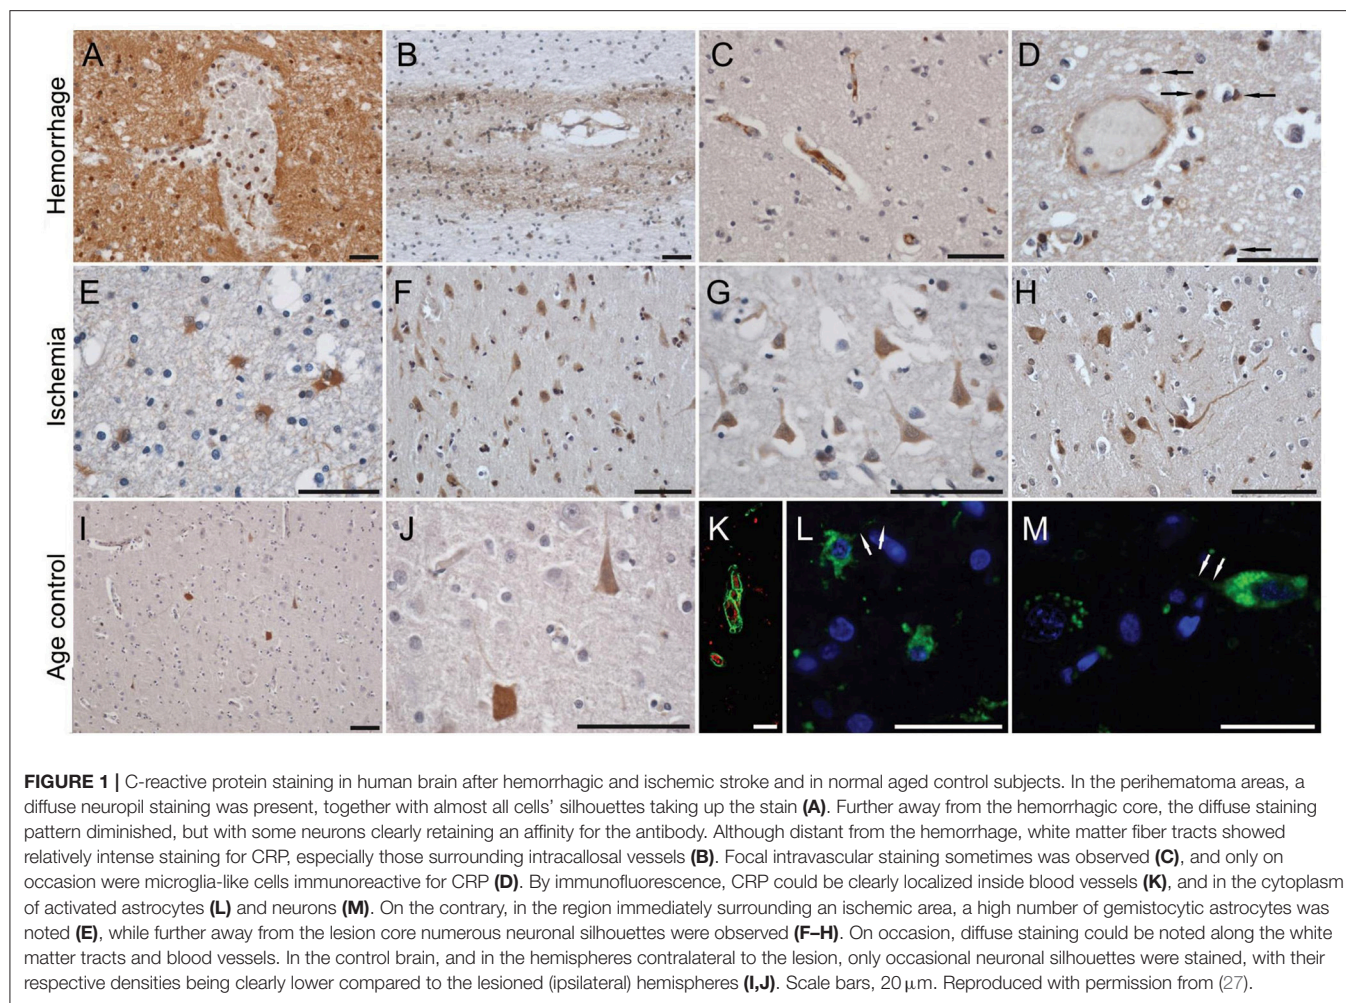 Hemorrhage
A
B
C
D
Ischemia
E
F
G
H
Age control
I
J
K
L
M
FIGURE 1 | C-reactive protein staining in human brain after hemorrhagic and ischemic stroke and in normal aged control subjects. In the perihematoma areas, a
diffuse neuropil staining was present, together with almost all cells' silhouettes taking up the stain (A). Further away from the hemorrhagic core, the diffuse staining
pattern diminished, but with some neurons clearly retaining an affinity for the antibody. Although distant from the hemorrhage, white matter fiber tracts showed
relatively intense staining for CRP, especially those surrounding intracallosal vessels (B). Focal intravascular staining sometimes was observed (C), and only on
occasion were microglia-like cells immunoreactive for CRP (D). By immunofluorescence, CRP could be clearly localized inside blood vessels (K), and in the cytoplasm
of activated astrocytes (L) and neurons (M). On the contrary, in the region immediately surrounding an ischemic area, a high number of gemistocytic astrocytes was
noted (E), while further away from the lesion core numerous neuronal silhouettes were observed (F–H). On occasion, diffuse staining could be noted along the white
matter tracts and blood vessels. In the control brain, and in the hemispheres contralateral to the lesion, only occasional neuronal silhouettes were stained, with their
respective densities being clearly lower compared to the lesioned (ipsilateral) hemispheres (I,J). Scale bars, 20 μm. Reproduced with permission from (27).